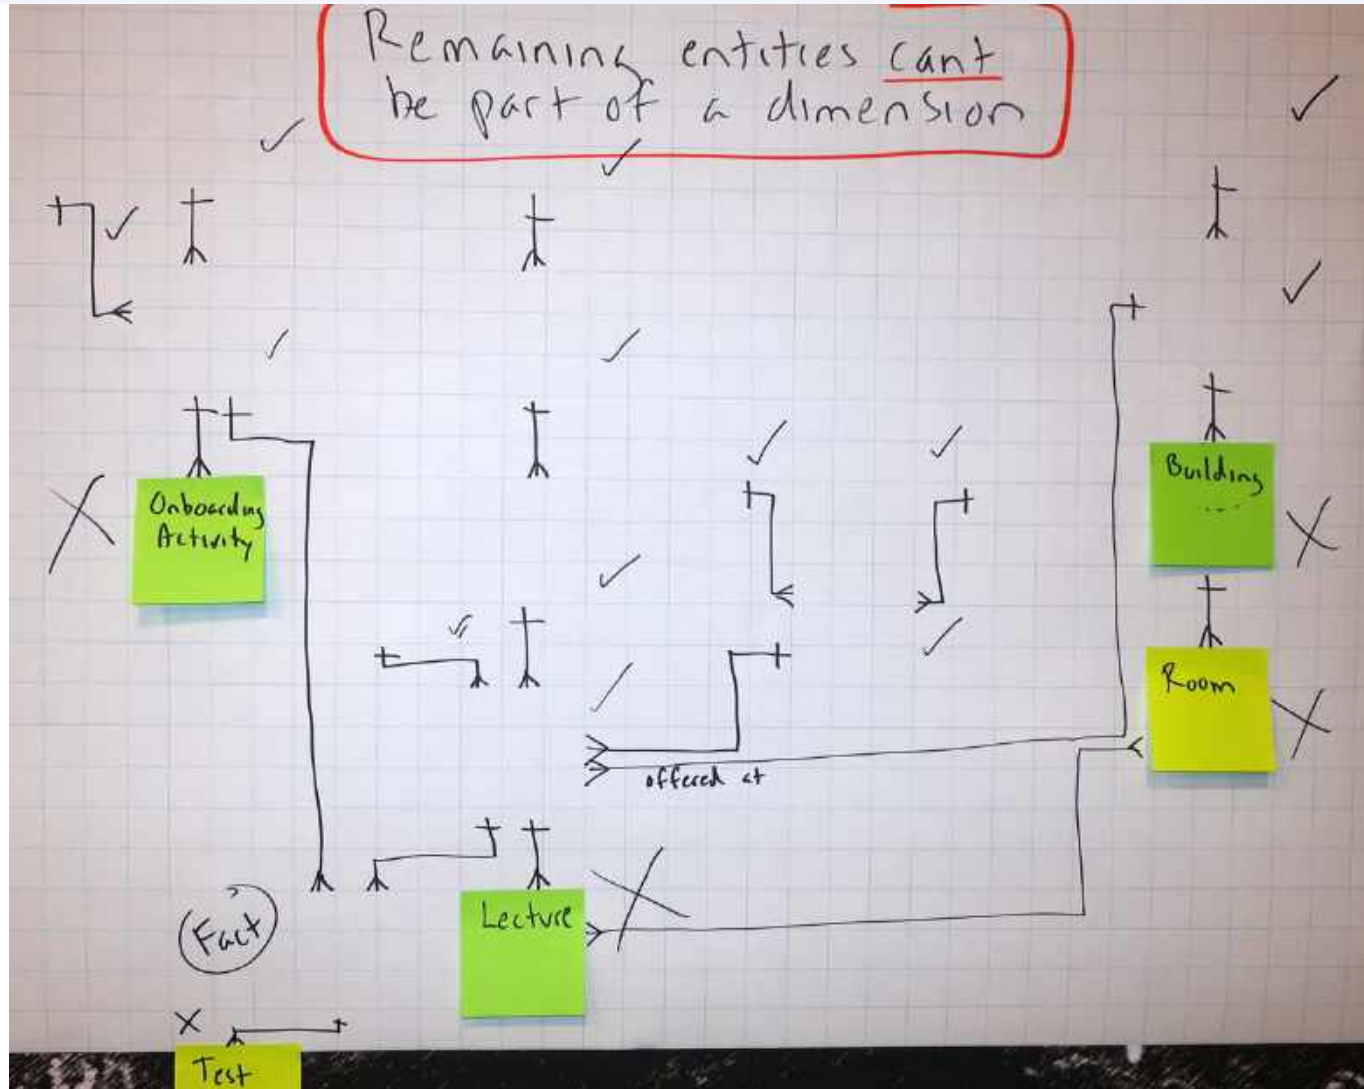 Remaining entities cant
be part of a dimension
Onboarding
Activity
Building
...
Room
offered at
Lecture
Fact
Test